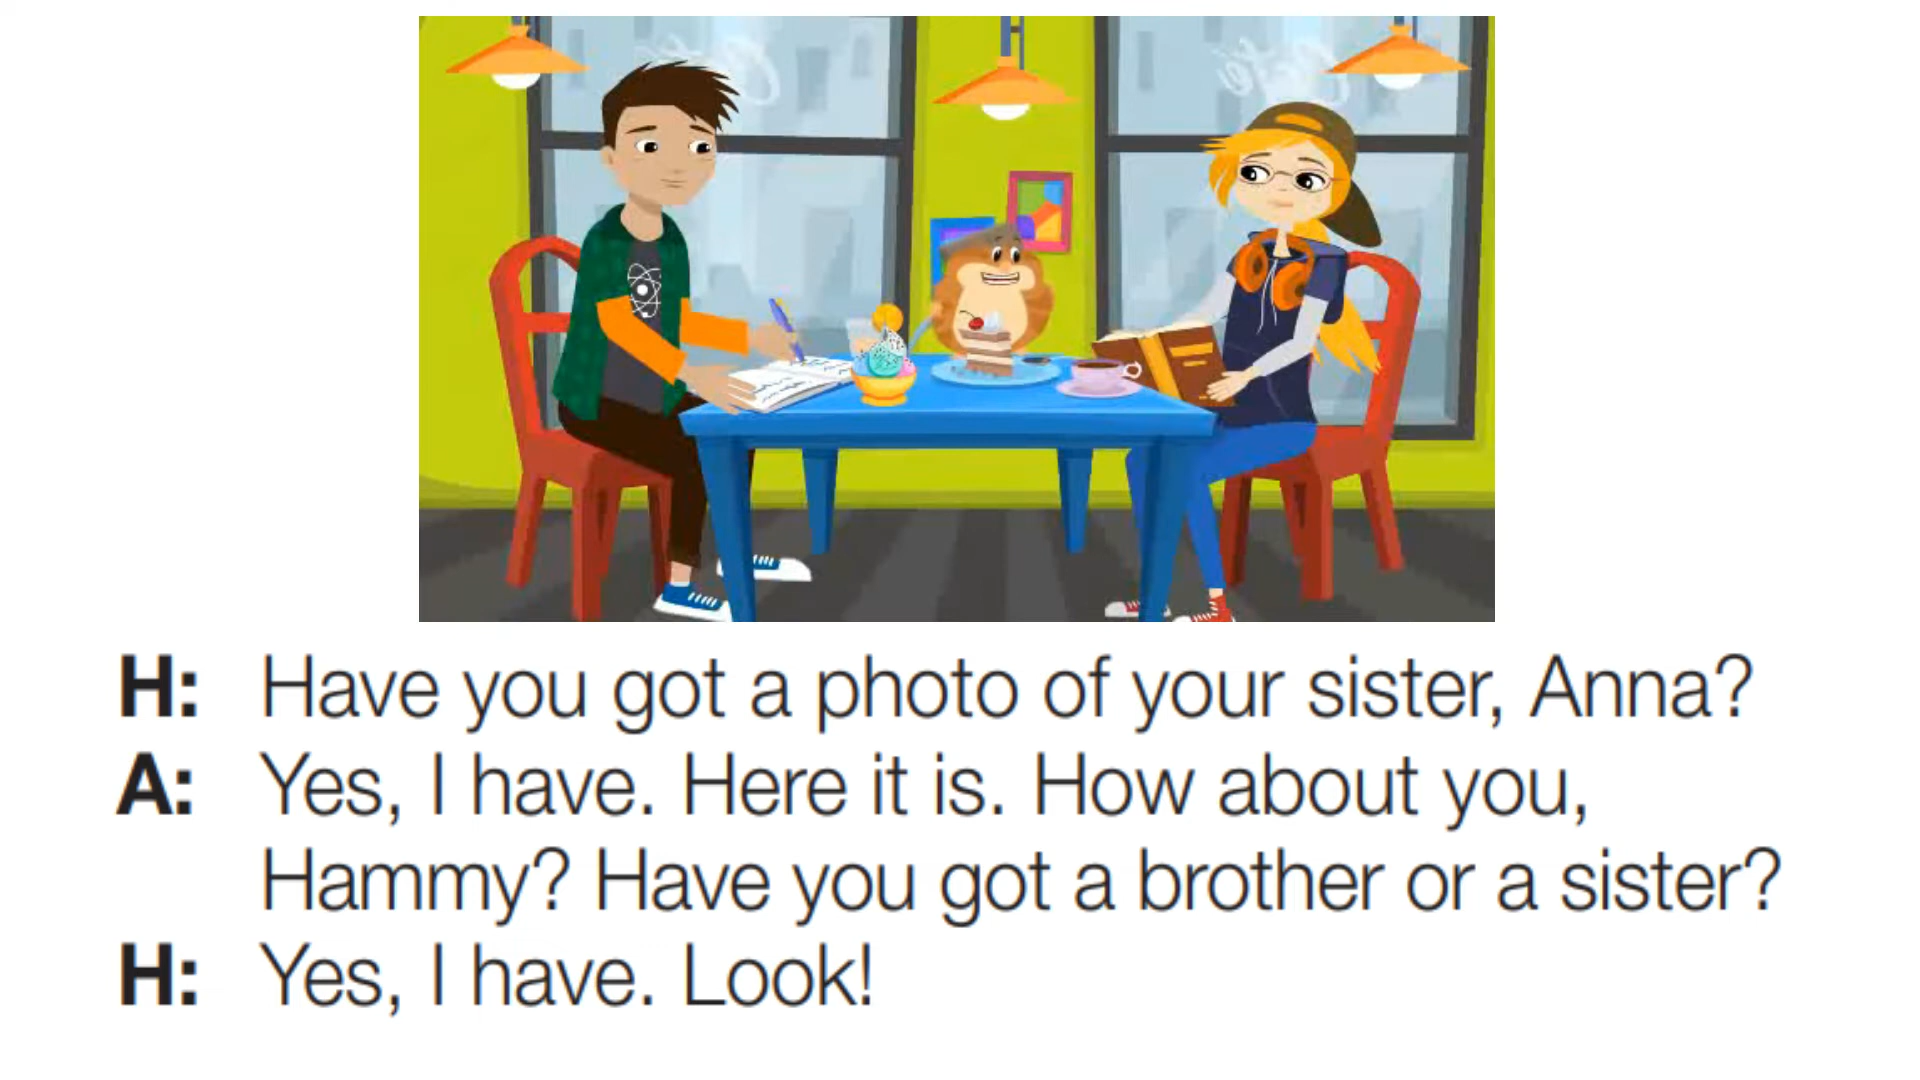 H: Have you got a photo of your sister, Anna?
A: Yes, I have. Here it is. How about you,
Hammy? Have you got a brother or a sister?
H: Yes, I have. Look!